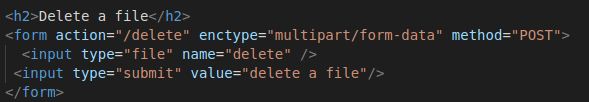 <h2>Delete a file</h2>
<form action="/delete" enctype="multipart/form-data" method="POST">
<input type="file" name="delete" />
<input type="submit" value="delete a file"/>
</form>